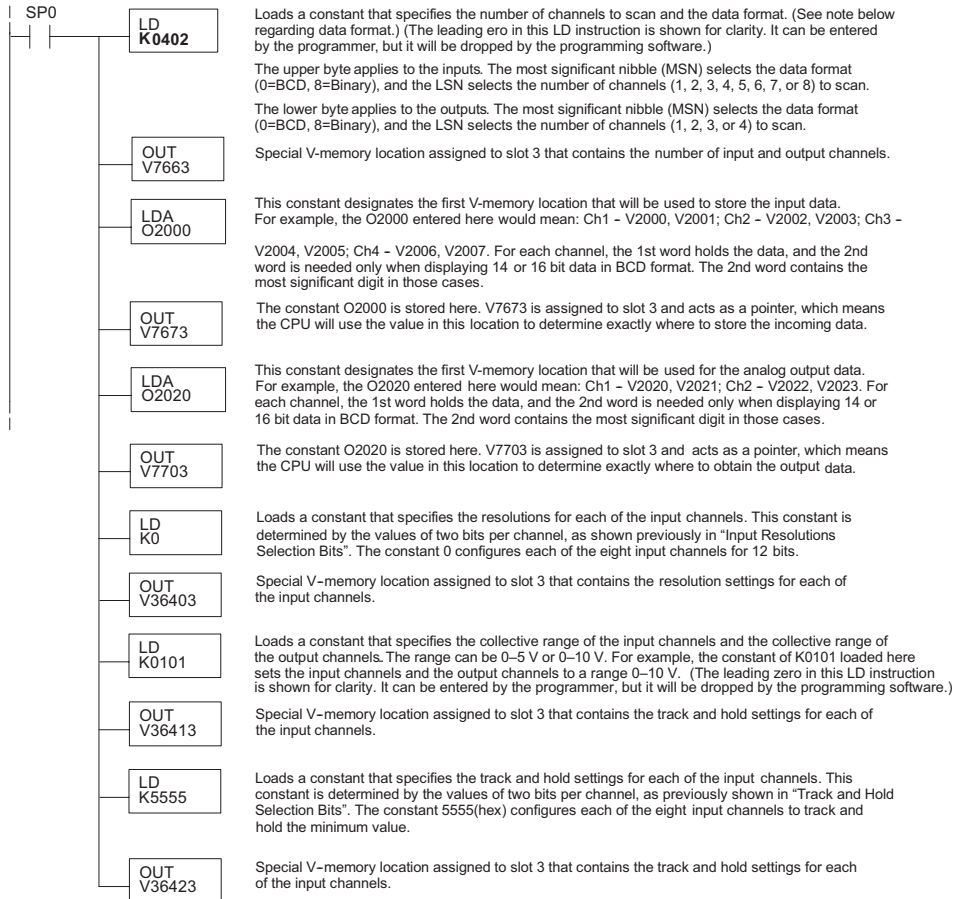 SP0
LD
K0402
Loads a constant that specifies the number of channels to scan and the data format. (See note below
regarding data format.) (The leading ero in this LD instruction is shown for clarity. It can be entered
by the programmer, but it will be dropped by the programming software.)
The upper byte applies to the inputs. The most significant nibble (MSN) selects the data format
(0=BCD, 8=Binary), and the LSN selects the number of channels (1, 2, 3, 4, 5, 6, 7, or 8) to scan.
The lower byte applies to the outputs. The most significant nibble (MSN) selects the data format
(0=BCD, 8=Binary), and the LSN selects the number of channels (1, 2, 3, or 4) to scan.
OUT
V7663
Special V-memory location assigned to slot 3 that contains the number of input and output channels.
LDA
O2000
This constant designates the first V-memory location that will be used to store the input data.
For example, the O2000 entered here would mean: Ch1 - V2000, V2001; Ch2 - V2002, V2003; Ch3 -
V2004, V2005; Ch4 - V2006, V2007. For each channel, the 1st word holds the data, and the 2nd
word is needed only when displaying 14 or 16 bit data in BCD format. The 2nd word contains the
most significant digit in those cases.
OUT
V7673
The constant O2000 is stored here. V7673 is assigned to slot 3 and acts as a pointer, which means
the CPU will use the value in this location to determine exactly where to store the incoming data.
LDA
O2020
This constant designates the first V-memory location that will be used for the analog output data.
For example, the O2020 entered here would mean: Ch1 - V2020, V2021; Ch2 - V2022, V2023. For
each channel, the 1st word holds the data, and the 2nd word is needed only when displaying 14 or
16 bit data in BCD format. The 2nd word contains the most significant digit in those cases.
OUT
V7703
The constant O2020 is stored here. V7703 is assigned to slot 3 and acts as a pointer, which means
the CPU will use the value in this location to determine exactly where to obtain the output data.
LD
K0
Loads a constant that specifies the resolutions for each of the input channels. This constant is
determined by the values of two bits per channel, as shown previously in “Input Resolutions
Selection Bits”. The constant 0 configures each of the eight input channels for 12 bits.
OUT
V36403
Special V-memory location assigned to slot 3 that contains the resolution settings for each of
the input channels.
LD
K0101
Loads a constant that specifies the collective range of the input channels and the collective range of
the output channels. The range can be 0–5 V or 0–10 V. For example, the constant of K0101 loaded here
sets the input channels and the output channels to a range 0–10 V. (The leading zero in this LD instruction
is shown for clarity. It can be entered by the programmer, but it will be dropped by the programming software.)
OUT
V36413
Special V-memory location assigned to slot 3 that contains the track and hold settings for each of
the input channels.
LD
K5555
Loads a constant that specifies the track and hold settings for each of the input channels. This
constant is determined by the values of two bits per channel, as previously shown in “Track and Hold
Selection Bits”. The constant 5555(hex) configures each of the eight input channels to track and
hold the minimum value.
OUT
V36423
Special V-memory location assigned to slot 3 that contains the track and hold settings for each
of the input channels.